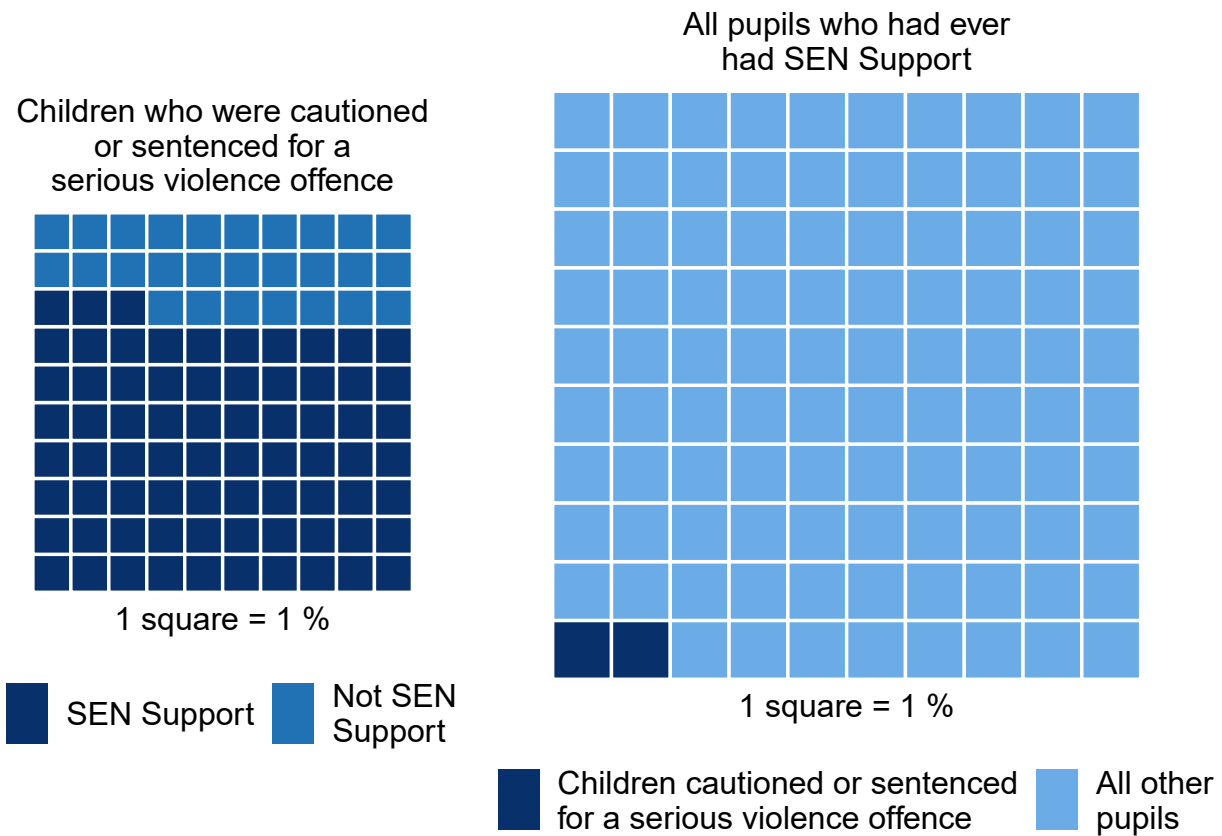 Children who were cautioned
or sentenced for a
serious violence offence
1 square = 1 %
SEN Support
Not SEN
Support
All pupils who had ever
had SEN Support
1 square = 1 %
Children cautioned or sentenced
for a serious violence offence
All other
pupils